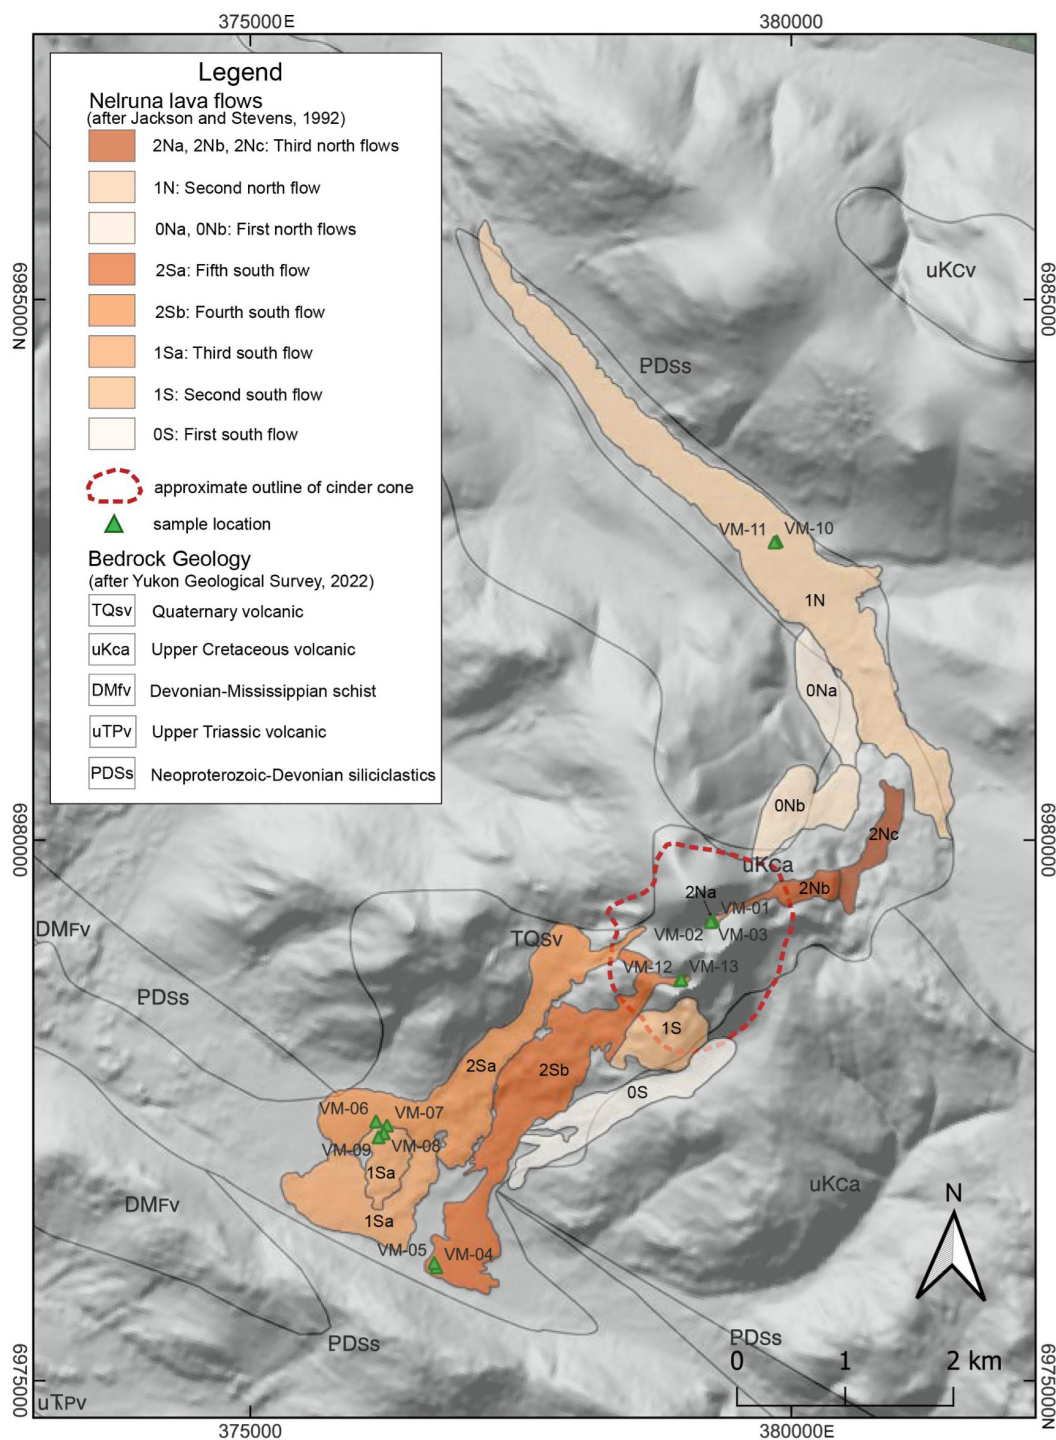 375000E
380000E
Legend
Nelruna lava flows
(after Jackson and Stevens, 1992)
2Na, 2Nb, 2Nc: Third north flows
1N: Second north flow
0Na, 0Nb: First north flows
2Sa: Fifth south flow
2Sb: Fourth south flow
1Sa: Third south flow
1S: Second south flow
0S: First south flow
approximate outline of cinder cone
sample location
Bedrock Geology
(after Yukon Geological Survey, 2022)
TQsv Quaternary volcanic
uKca Upper Cretaceous volcanic
DMfv Devonian-Mississippian schist
uTPv Upper Triassic volcanic
PDSs Neoproterozoic-Devonian siliciclastics
6985000N
6985000
uKCv
PDSs
VM-11 VM-10
1N
0Na
0Nb
2Nc
6980000
6980000
uKca
2Nb
2Na
VM-01
VM-02 VM-03
DMFv
TQsv
VM-12 VM-13
PDSs
1S
2Sa
2Sb
0S
VM-06 VM-07
VM-09 VM-08
1Sa
uKca
DMFv
1Sa
N
VM-05 VM-04
PDSs
PDSs
0 1 2 km
6975000
6975000N
uTPv
375000
380000E